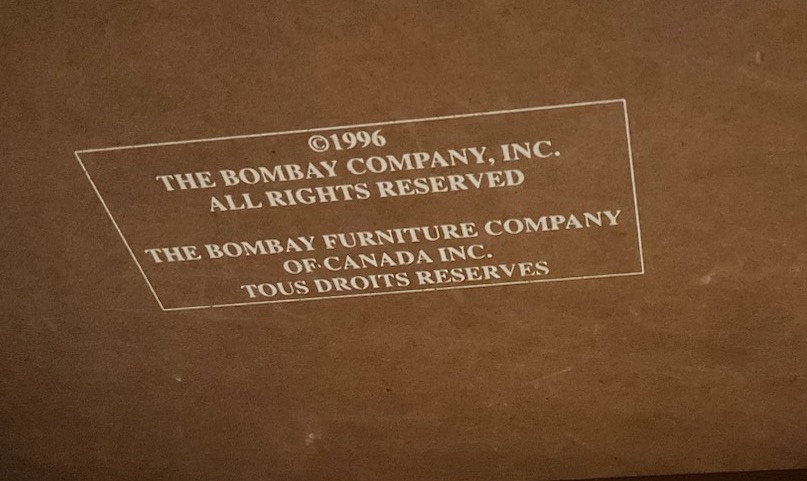 ©1996
THE BOMBAY COMPANY, INC.
ALL RIGHTS RESERVED
THE BOMBAY FURNITURE COMPANY
OF CANADA INC.
TOUS DROITS RESERVES